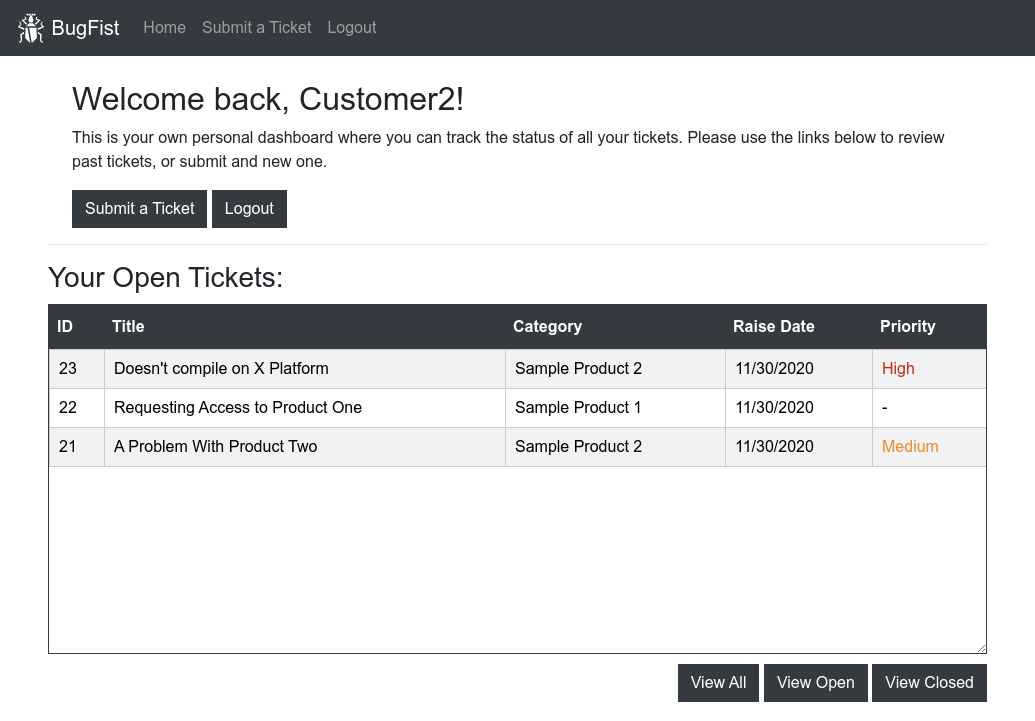 BugFist Home Submit a Ticket Logout
Welcome back, Customer2!
This is your own personal dashboard where you can track the status of all your tickets. Please use the links below to review
past tickets, or submit and new one.
Submit a Ticket Logout
Your Open Tickets:
ID Title Category Raise Date Priority
23 Doesn't compile on X Platform Sample Product 2 11/30/2020 High
22 Requesting Access to Product One Sample Product 1 11/30/2020 -
21 A Problem With Product Two Sample Product 2 11/30/2020 Medium
View All View Open View Closed